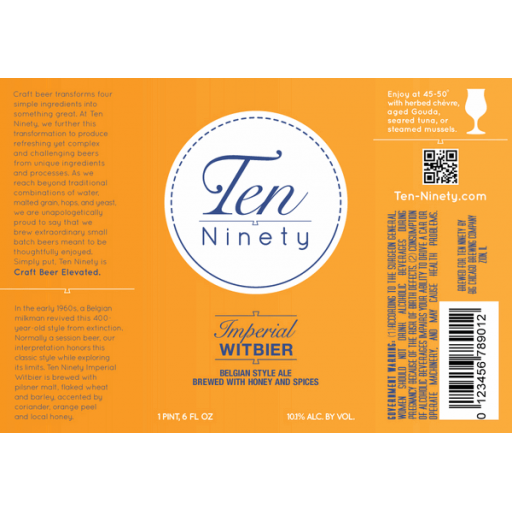 Craft beer transforms four
simple ingredients into
something great. At Ten
Ninety, we further this
transformation to produce
refreshing yet complex
and challenging beers
from unique ingredients
and processes. As we
reach beyond traditional
combinations of water,
malted grain, hops, and yeast,
we are unapologetically
proud to say that we
brew extraordinary small
batch beers meant to be
thoughtfully enjoyed.
Simply put, Ten Ninety is
Craft Beer Elevated.
In the early 1960s, a Belgian
milkman revived this 400-
year-old style from extinction.
Normally a session beer, our
interpretation honors this
classic style while exploring
its limits. Ten Ninety Imperial
Witbier is brewed with
pilsner malt, flaked wheat
and barley, accented by
coriander, orange peel
and local honey.
Ten
Ninety
Imperial
WITBIER
BELGIAN STYLE ALE
BREWED WITH HONEY AND SPICES
1 PINT, 6 FL OZ
10.1% ALC. BY VOL.
Enjoy at 45-50°
with herbed chèvre,
aged Gouda,
seared tuna, or
steamed mussels.
Ten-Ninety.com
GOVERNMENT WARNING: (1) ACCORDING TO THE SURGEON GENERAL,
WOMEN SHOULD NOT DRINK ALCOHOLIC BEVERAGES DURING
PREGNANCY BECAUSE OF THE RISK OF BIRTH DEFECTS. (2) CONSUMPTION
OF ALCOHOLIC BEVERAGES IMPAIRS YOUR ABILITY TO DRIVE A CAR OR
OPERATE MACHINERY, AND MAY CAUSE HEALTH PROBLEMS.
BREWED FOR TEN NINETY BY
BIG CHICAGO BREWING COMPANY
ZION, IL
0 123456 789012